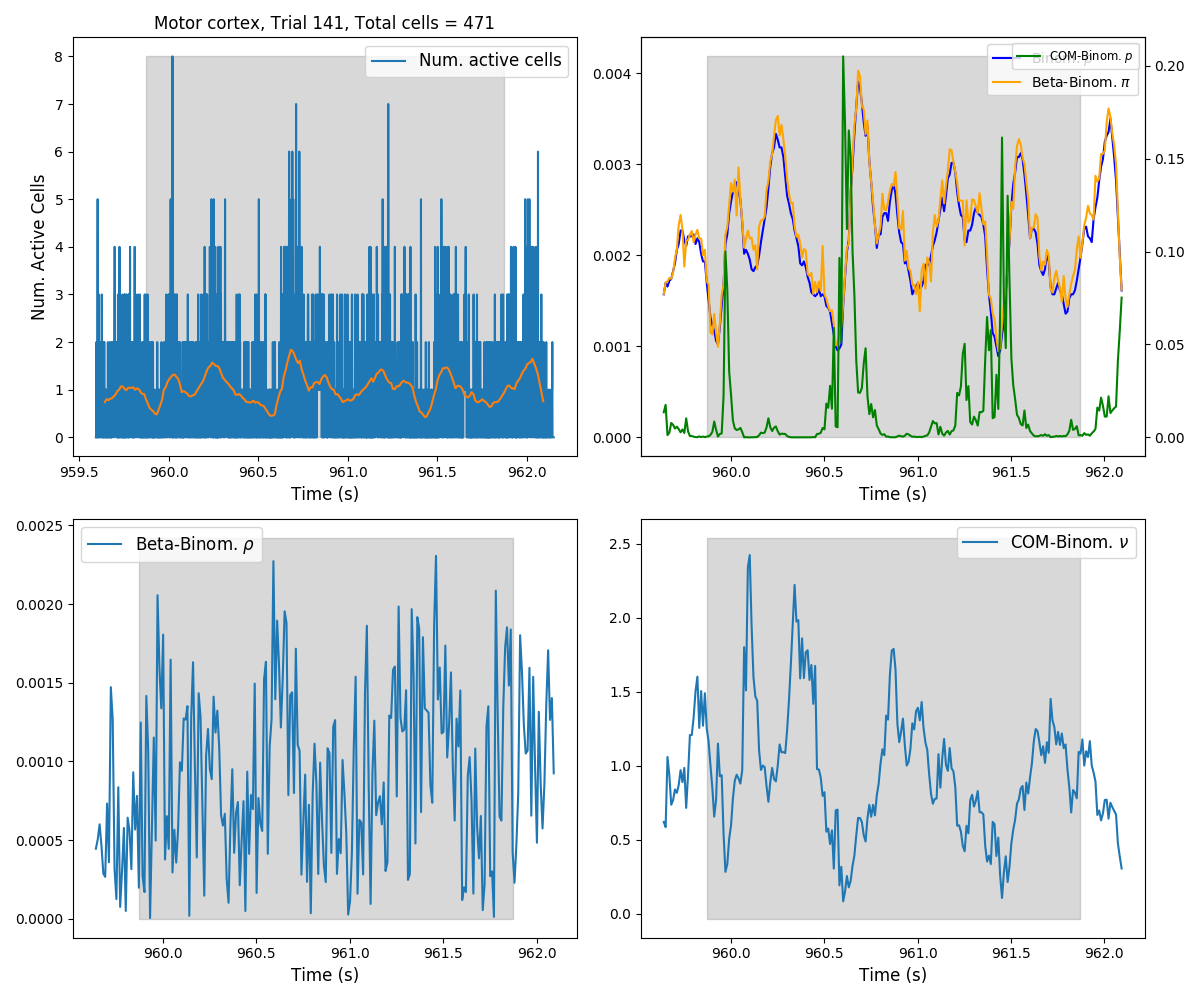 Motor cortex, Trial 141, Total cells = 471
Num. active cells
Num. Active Cells
8
7
6
5
4
3
2
1
0
959.5 960.0 960.5 961.0 961.5 962.0
Time (s)
COM-Binom. p
Beta-Binom. π
0.004
0.003
0.002
0.001
0.000
0.20
0.15
0.10
0.05
0.00
960.0 960.5 961.0 961.5 962.0
Time (s)
Beta-Binom. ρ
0.0025
0.0020
0.0015
0.0010
0.0005
0.0000
960.0 960.5 961.0 961.5 962.0
Time (s)
COM-Binom. ν
2.5
2.0
1.5
1.0
0.5
0.0
960.0 960.5 961.0 961.5 962.0
Time (s)